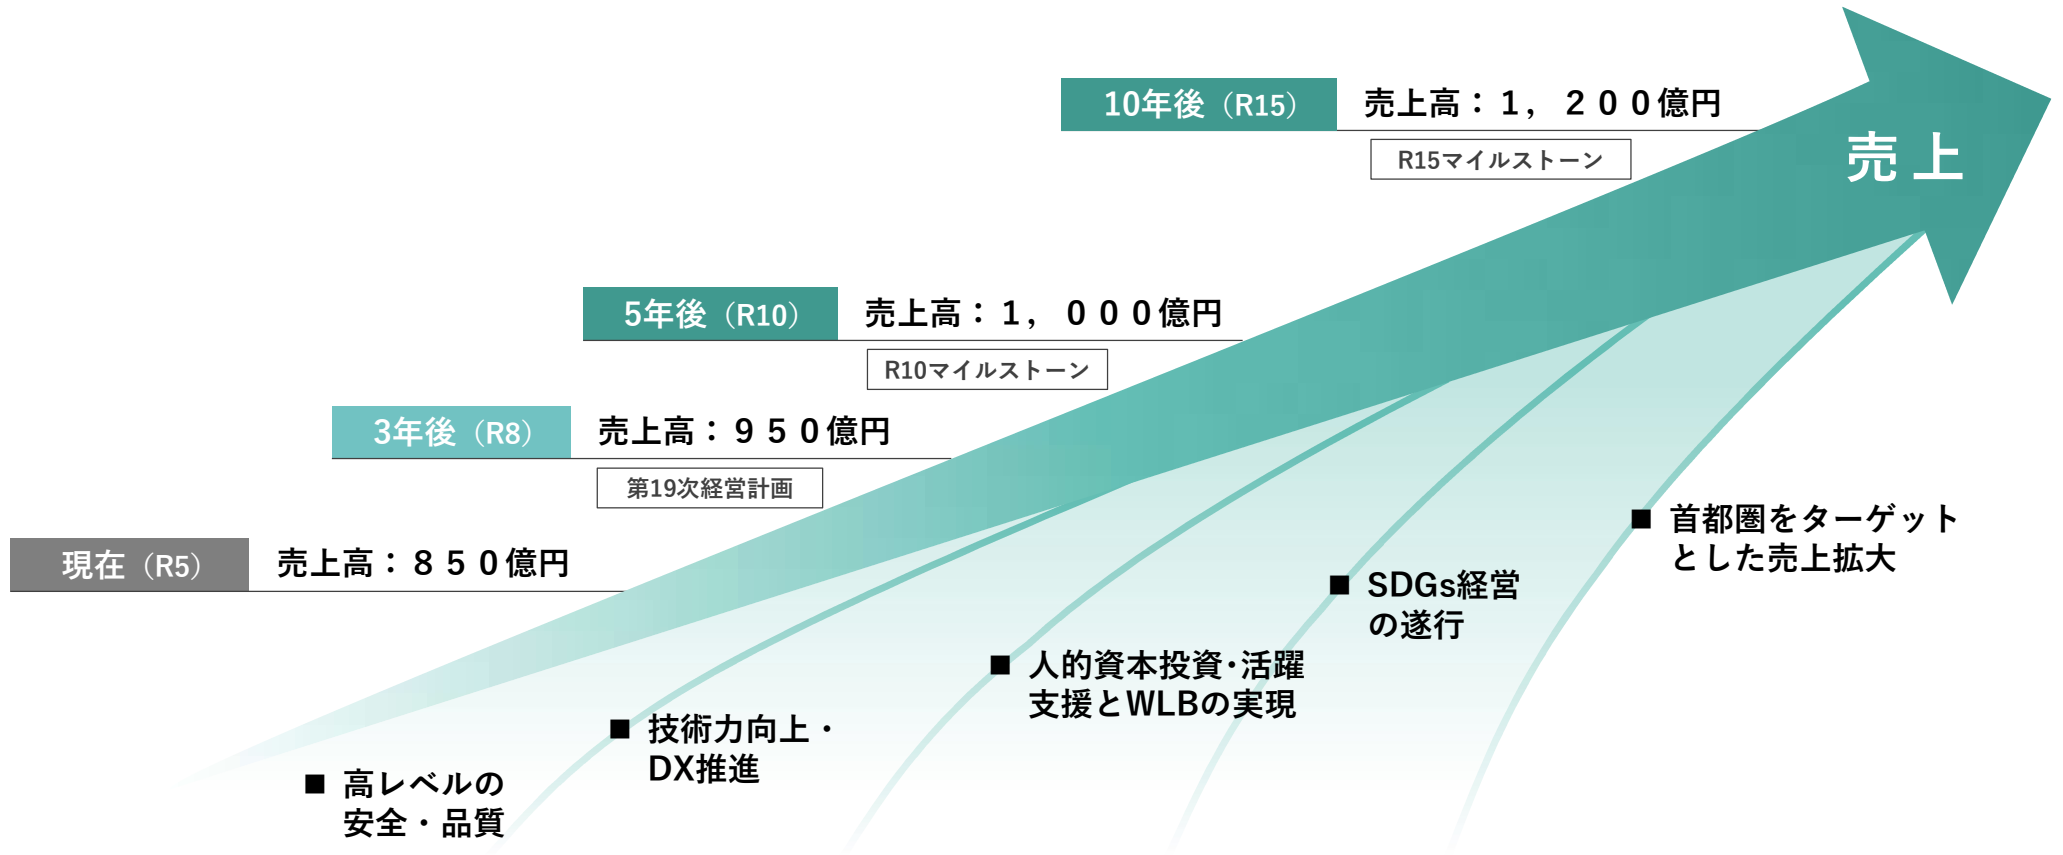 10年後（R15）
売上高：１，２００億円
R15マイルストーン
売上
5年後（R10）
売上高：１，０００億円
R10マイルストーン
3年後（R8）
売上高：９５０億円
第19次経営計画
現在（R5）
売上高：８５０億円
■ 首都圏をターゲット
とした売上拡大
■ SDGs経営
の遂行
■ 人的資本投資･活躍
支援とWLBの実現
■ 技術力向上・
DX推進
■ 高レベルの
安全・品質